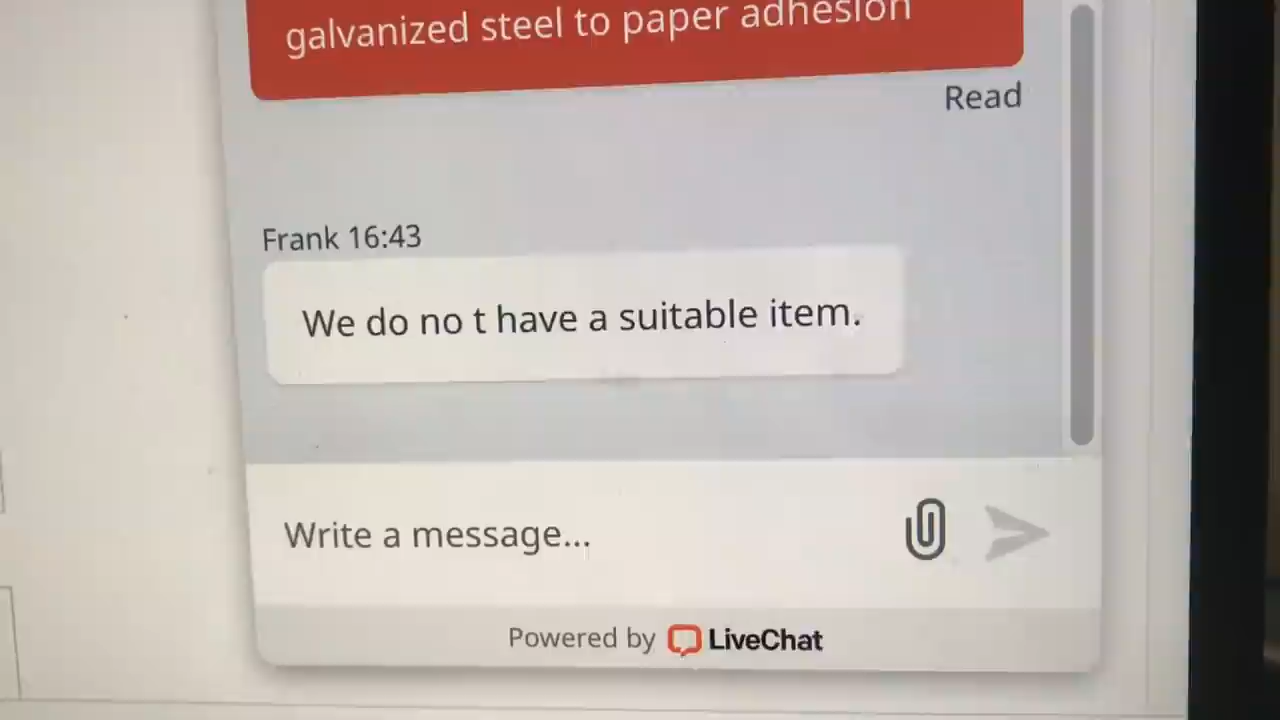 galvanized steel to paper adhesion
Read
Frank 16:43
We do no t have a suitable item.
Write a message...
Powered by LiveChat